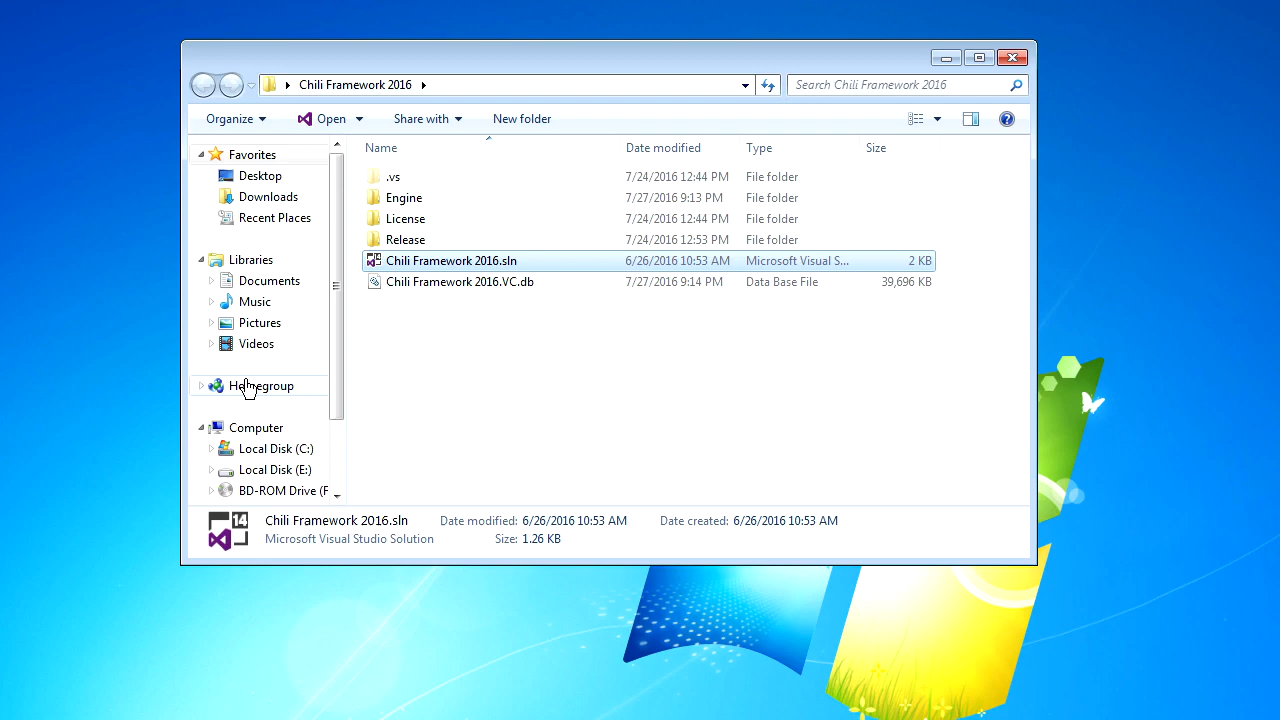 Chili Framework 2016
Search Chili Framework 2016
Organize Open Share with New folder
Name Date modified Type Size
Favorites
Desktop
Downloads
Recent Places
Libraries
Documents
Music
Pictures
Videos
Homegroup
Computer
Local Disk (C:)
Local Disk (E:)
BD-ROM Drive (F
.vs 7/24/2016 12:44 PM File folder
Engine 7/27/2016 9:13 PM File folder
License 7/24/2016 12:44 PM File folder
Release 7/24/2016 12:53 PM File folder
Chili Framework 2016.sln 6/26/2016 10:53 AM Microsoft Visual S... 2 KB
Chili Framework 2016.VC.db 7/27/2016 9:14 PM Data Base File 39,696 KB
14
Chili Framework 2016.sln Date modified: 6/26/2016 10:53 AM Date created: 6/26/2016 10:53 AM
Microsoft Visual Studio Solution Size: 1.26 KB